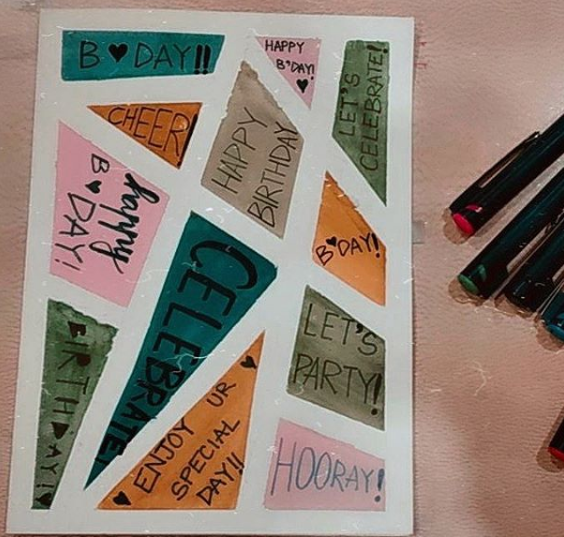 B♥DAY!!
HAPPY
B'DAY!
♥
LET'S
CELEBRATE!
CHEER!
HAPPY
BIRTHDAY
happy
B♥
DAY!
B♥DAY!
CELEBRATE!
LET'S
PARTY!
BIRTHDAY!
ENJOY UR
SPECIAL
DAY!!
HOORAY!